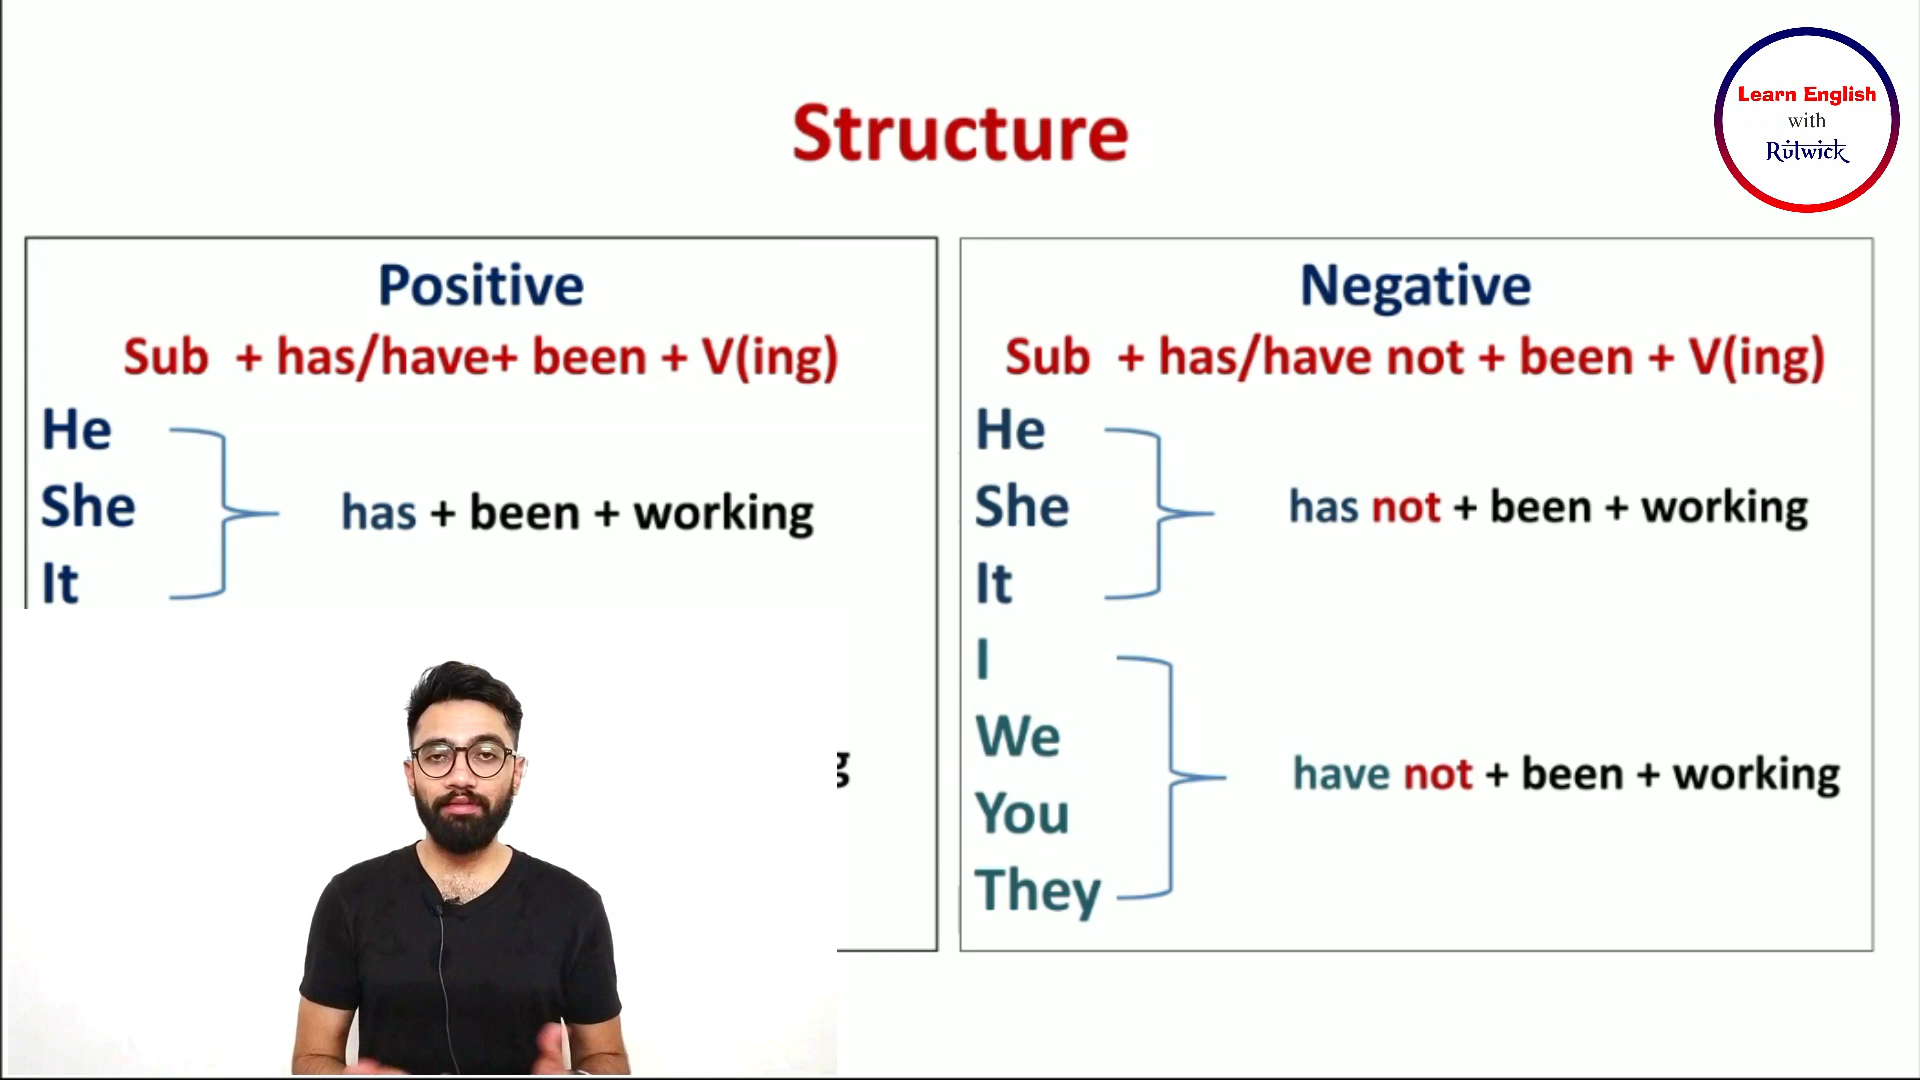 Structure
Learn English
with
Rutwick
Positive
Sub + has/have+ been + V(ing)
He
She
It
has + been + working
g
Negative
Sub + has/have not + been + V(ing)
He
She
It
has not + been + working
I
We
You
They
have not + been + working